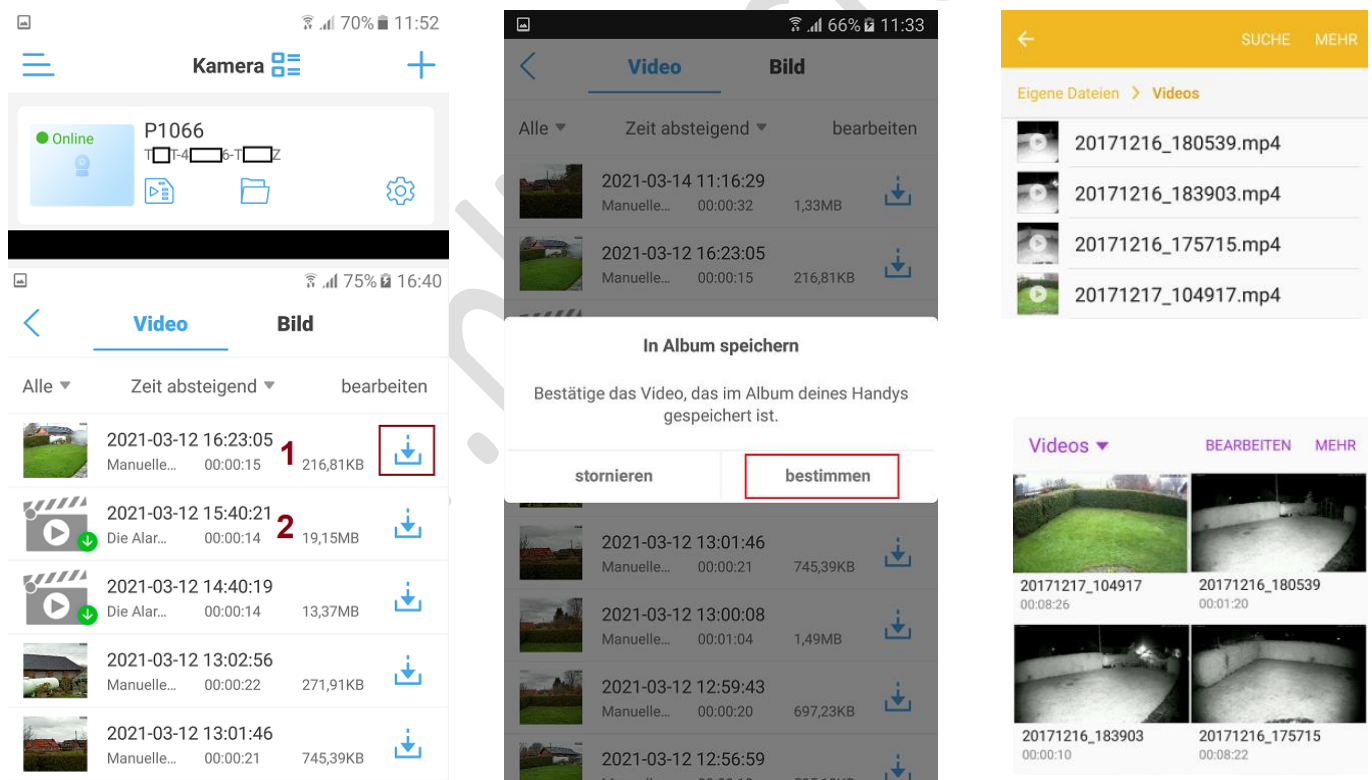 70% 11:52
Kamera
Online
P1066
T T-4 6-T Z
75% 16:40
Video Bild
Alle Zeit absteigend bearbeiten
2021-03-12 16:23:05
Manuelle... 00:00:15 216,81KB
1
2021-03-12 15:40:21
Die Alar... 00:00:14 19,15MB
2
2021-03-12 14:40:19
Die Alar... 00:00:14 13,37MB
2021-03-12 13:02:56
Manuelle... 00:00:22 271,91KB
2021-03-12 13:01:46
Manuelle... 00:00:21 745,39KB
66% 11:33
Video Bild
Alle Zeit absteigend bearbeiten
2021-03-14 11:16:29
Manuelle... 00:00:32 1,33MB
2021-03-12 16:23:05
Manuelle... 00:00:15 216,81KB
In Album speichern
Bestätige das Video, das im Album deines Handys
gespeichert ist.
stornieren bestimmen
2021-03-12 13:01:46
Manuelle... 00:00:21 745,39KB
2021-03-12 13:00:08
Manuelle... 00:01:04 1,49MB
2021-03-12 12:59:43
Manuelle... 00:00:20 697,23KB
2021-03-12 12:56:59
SUCHE MEHR
Eigene Dateien > Videos
20171216_180539.mp4
20171216_183903.mp4
20171216_175715.mp4
20171217_104917.mp4
Videos BEARBEITEN MEHR
20171217_104917
00:08:26
20171216_180539
00:01:20
20171216_183903
00:00:10
20171216_175715
00:08:22